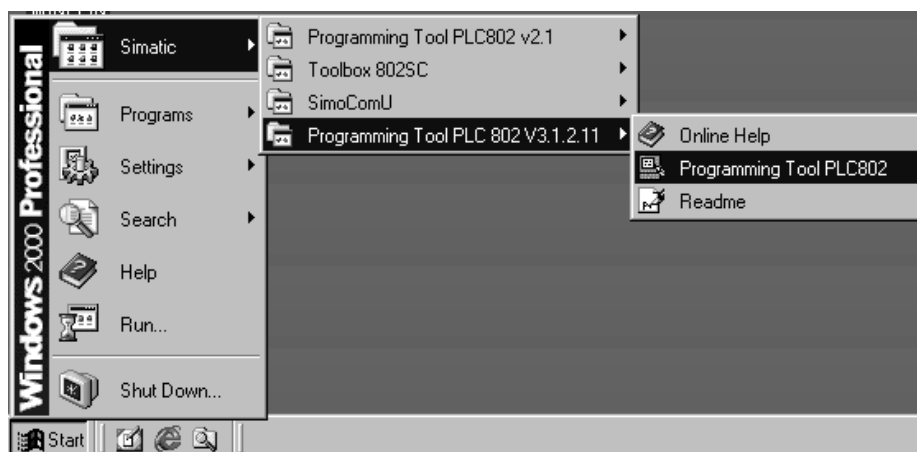 Windows 2000 Professional
Simatic
Programs
Settings
Search
Help
Run...
Shut Down...
Programming Tool PLC802 v2.1
Toolbox 802SC
SimoComU
Programming Tool PLC 802 V3.1.2.11
Online Help
Programming Tool PLC802
Readme
Start